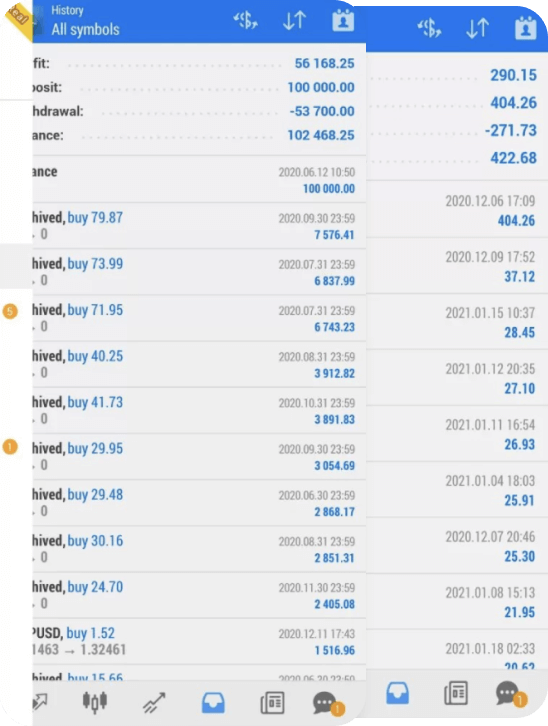 Real
History
All symbols
fit: 56 168.25
osit: 100 000.00
hdrawal: -53 700.00
ance: 102 468.25
ance 2020.06.12 10:50
100 000.00
hived, buy 79.87 2020.09.30 23:59
0 7 576.41
hived, buy 73.99 2020.07.31 23:59
0 6 837.99
hived, buy 71.95 2020.07.31 23:59
0 6 743.23
hived, buy 40.25 2020.08.31 23:59
0 3 912.82
hived, buy 41.73 2020.10.31 23:59
0 3 891.83
hived, buy 29.95 2020.09.30 23:59
0 3 054.69
hived, buy 29.48 2020.06.30 23:59
0 2 868.17
hived, buy 30.16 2020.08.31 23:59
0 2 851.31
hived, buy 24.70 2020.11.30 23:59
0 2 405.08
PUSD, buy 1.52 2020.12.11 17:43
1463 → 1.32461 1 516.96
hived, buy 15.66 2020.06.30 23:59
5
1
1
290.15
404.26
-271.73
422.68
2020.12.06 17:09
404.26
2020.12.09 17:52
37.12
2021.01.15 10:37
28.45
2021.01.12 20:35
27.10
2021.01.11 16:54
26.93
2021.01.04 18:03
25.91
2020.12.07 20:46
25.30
2021.01.08 15:13
21.95
2021.01.18 02:33
20.62
1